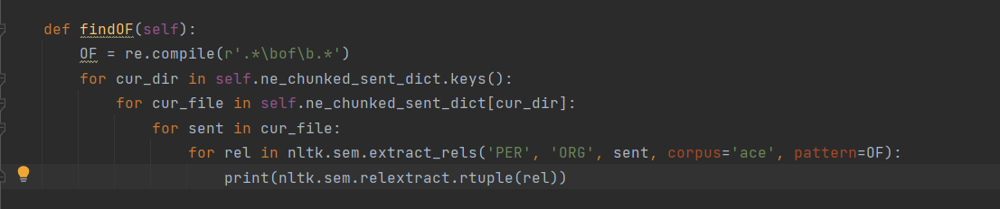 def findOF(self):
    OF = re.compile(r'.*\bof\b.*')
    for cur_dir in self.ne_chunked_sent_dict.keys():
        for cur_file in self.ne_chunked_sent_dict[cur_dir]:
            for sent in cur_file:
                for rel in nltk.sem.extract_rels('PER', 'ORG', sent, corpus='ace', pattern=OF):
                    print(nltk.sem.relextract.rtuple(rel))